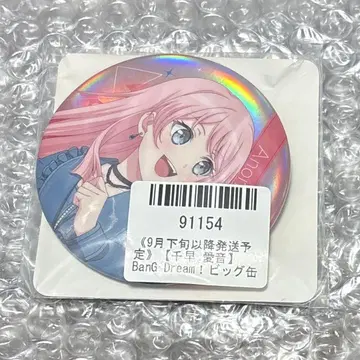 Anon
91154
《9月下旬以降発送予
定》【千早 愛音】
BanG Dream！ビッグ缶